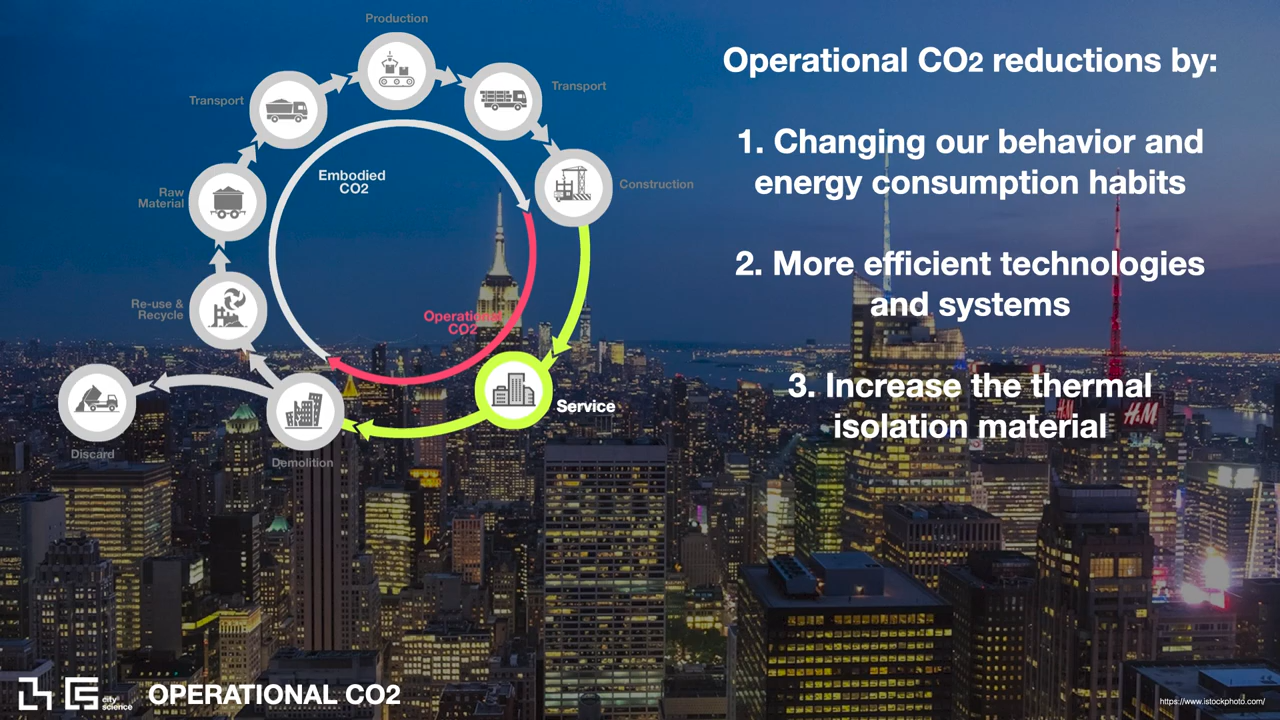 Production
Transport
Transport
Embodied
CO2
Raw
Material
Construction
Re-use &
Recycle
Operational
CO2
Service
Discard
Demolition
Operational CO2 reductions by:
1. Changing our behavior and
energy consumption habits
2. More efficient technologies
and systems
3. Increase the thermal
isolation material
H&M
city
science
OPERATIONAL CO2
https://www.istockphoto.com/